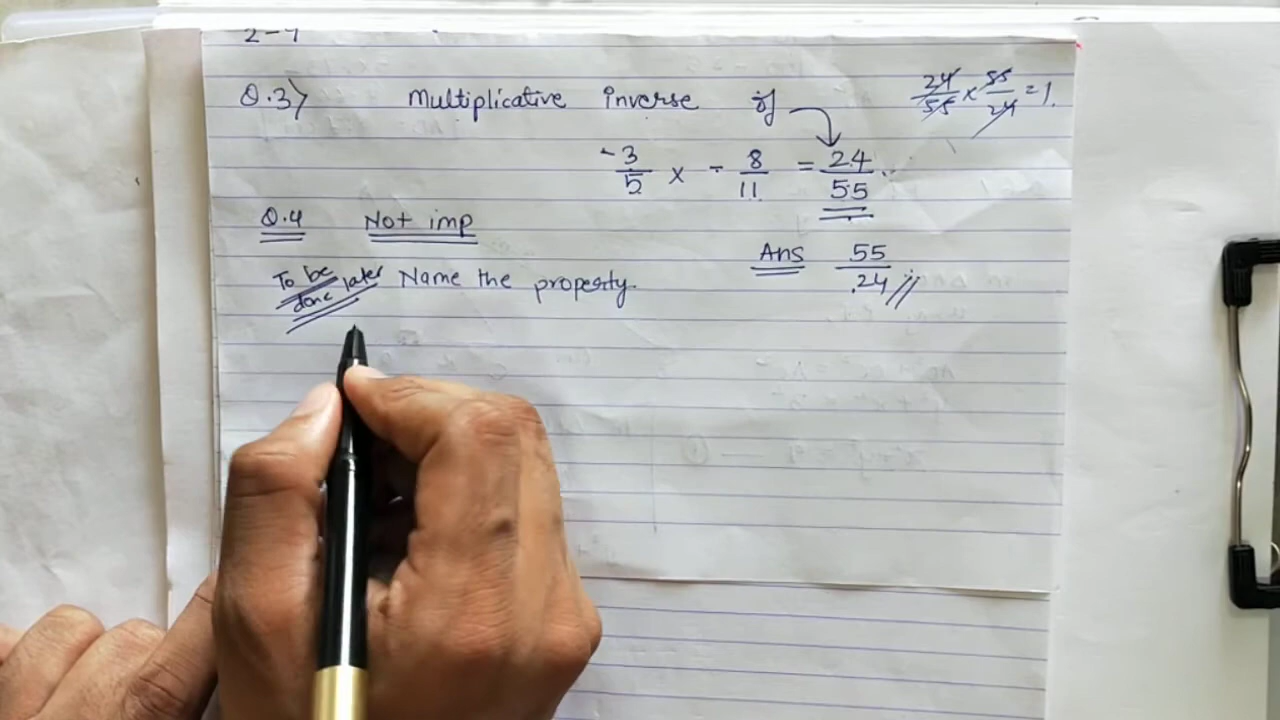 Q.3) Multiplicative inverse of 24/55 × 55/24 = 1.
-3/5 × - 8/11 = 24/55.
Q.4 Not imp
Ans 55/24 //
To be done later Name the property.